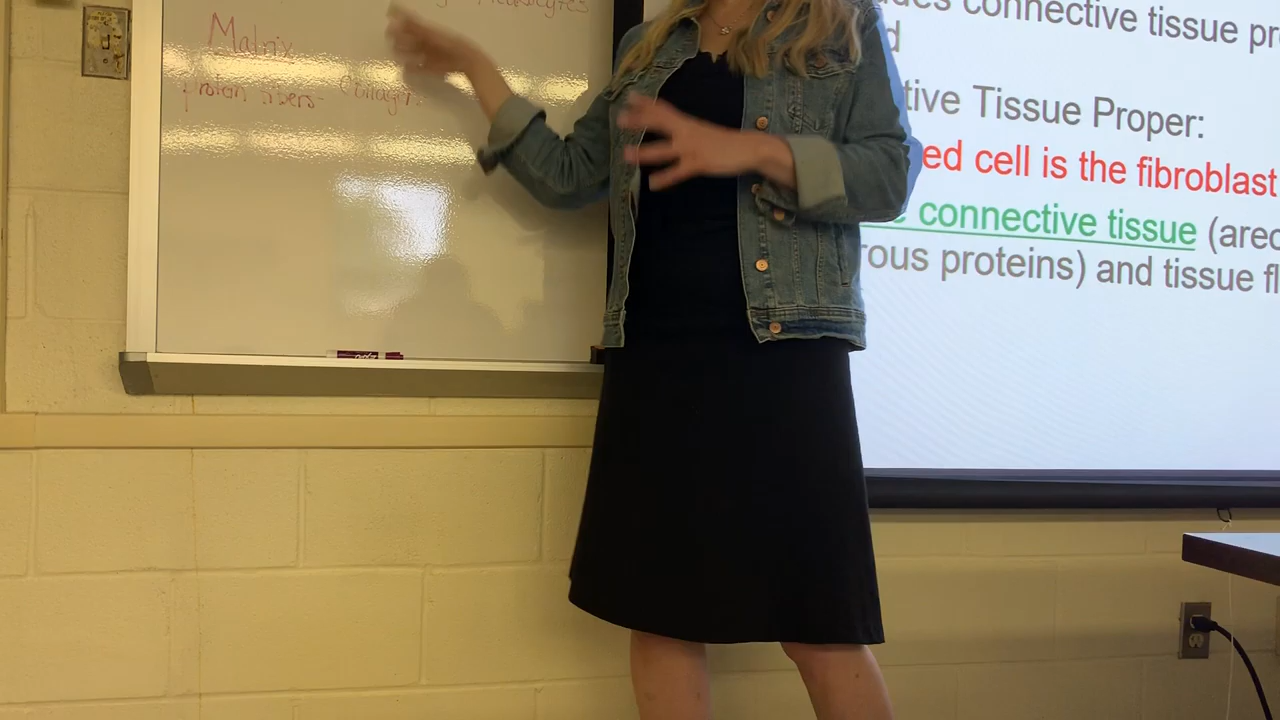 Matrix
protein fibers- Collagen
udes connective tissue pr
d
tive Tissue Proper:
ed cell is the fibroblast
e connective tissue (areo
rous proteins) and tissue fl